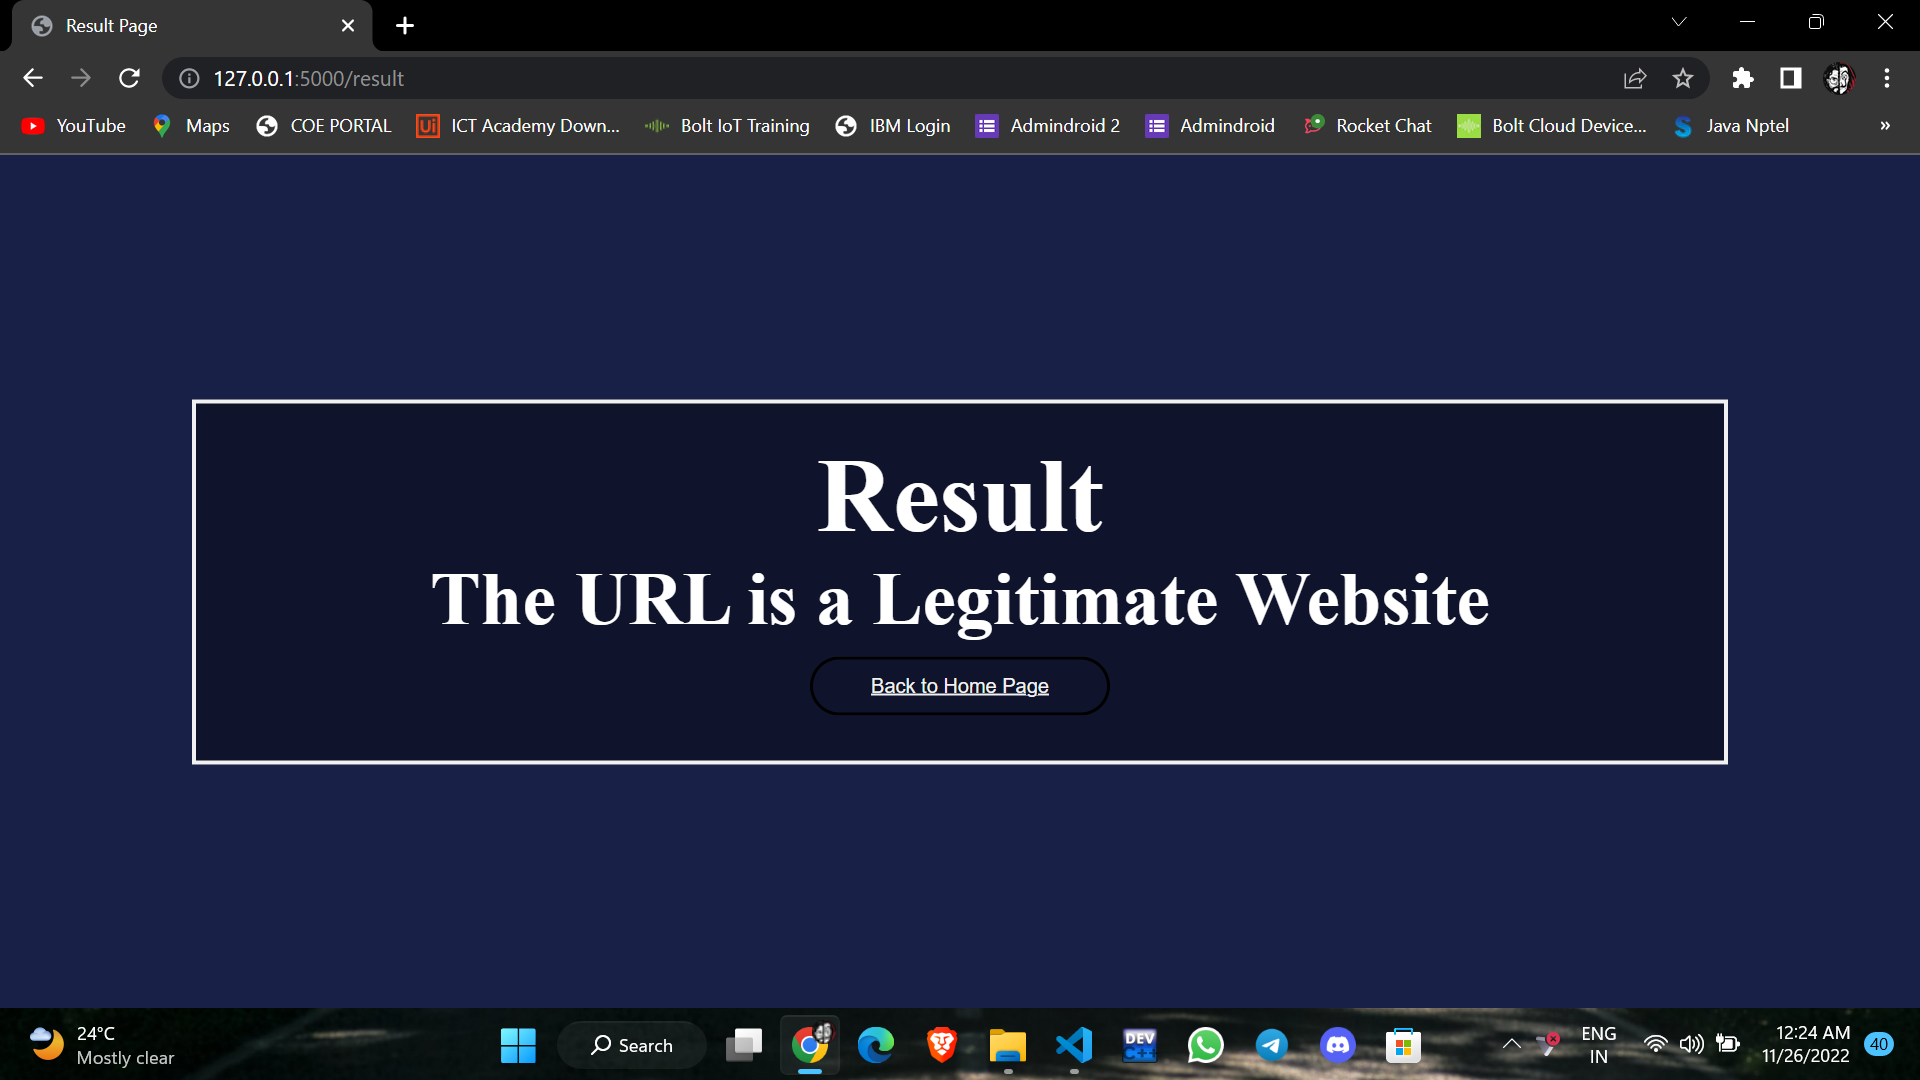 Result Page
127.0.0.1:5000/result
YouTube Maps COE PORTAL Ui ICT Academy Down... Bolt IoT Training IBM Login Admindroid 2 Admindroid Rocket Chat Bolt Cloud Device... Java Nptel »
Result
The URL is a Legitimate Website
Back to Home Page
24°C
Mostly clear
Search
DEV
C++
ENG
IN
12:24 AM
11/26/2022
40